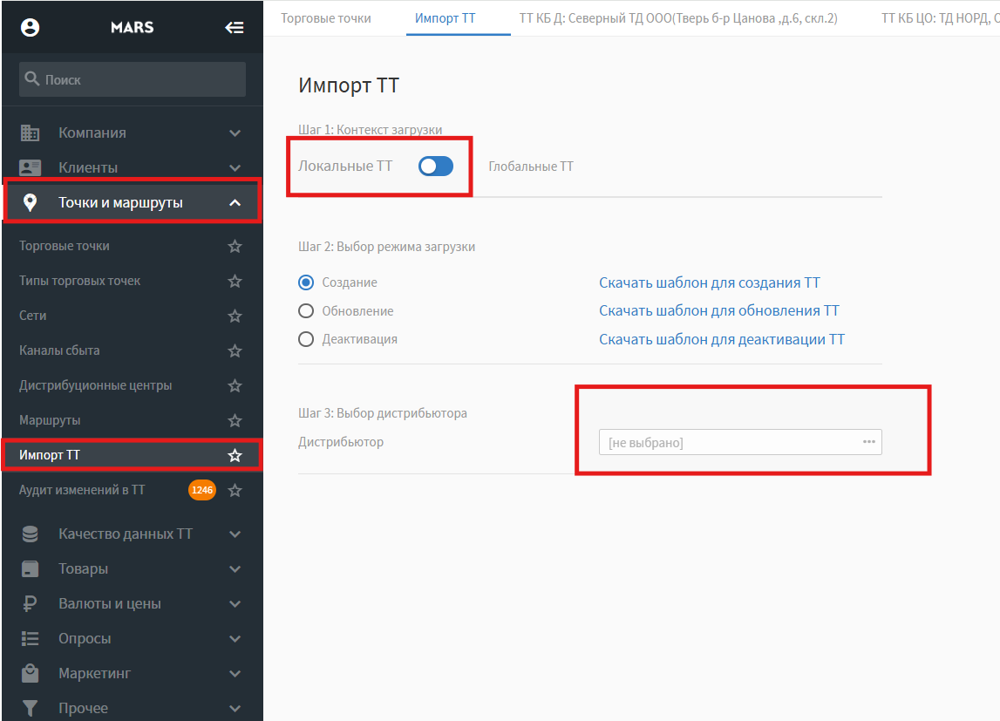 MARS
Поиск
Компания
Клиенты
Точки и маршруты
Торговые точки
Типы торговых точек
Сети
Каналы сбыта
Дистрибуционные центры
Маршруты
Импорт ТТ
Аудит изменений в ТТ 1246
Качество данных ТТ
Товары
Валюты и цены
Опросы
Маркетинг
Прочее
Торговые точки Импорт ТТ ТТ КБ Д: Северный ТД ООО(Тверь б-р Цанова ,д.6, скл.2) ТТ КБ ЦО: ТД НОРД,
Импорт ТТ
Шаг 1: Контекст загрузки
Локальные ТТ Глобальные ТТ
Шаг 2: Выбор режима загрузки
Создание Скачать шаблон для создания ТТ
Обновление Скачать шаблон для обновления ТТ
Деактивация Скачать шаблон для деактивации ТТ
Шаг 3: Выбор дистрибьютора
Дистрибьютор [не выбрано] •••